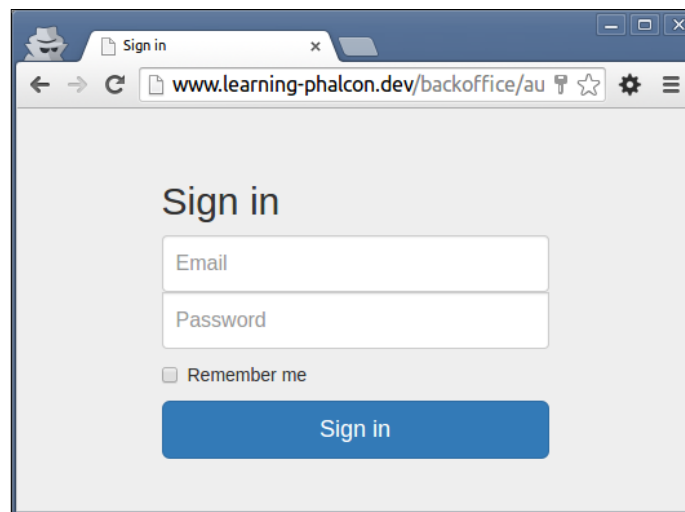 Sign in
www.learning-phalcon.dev/backoffice/au
Sign in
Email
Password
Remember me
Sign in